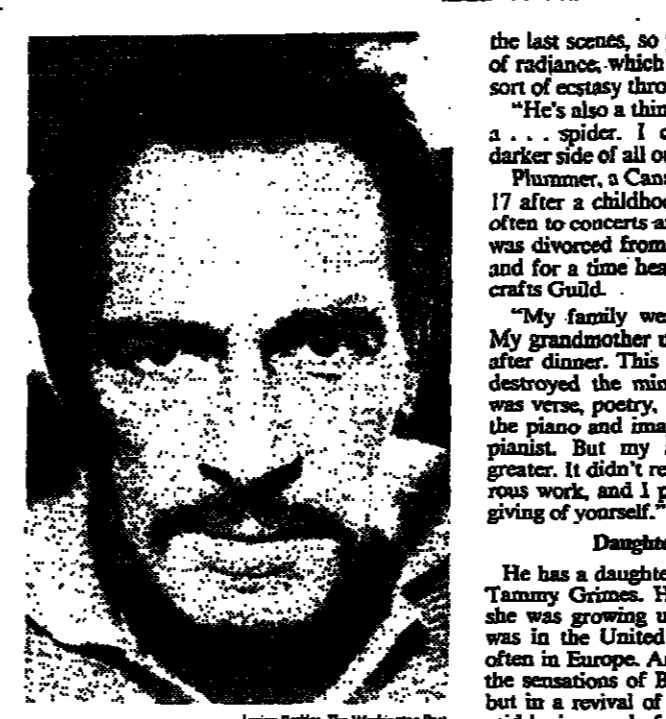 the last scenes, so
of radiance, which
sort of ecstasy thro
"He's also a thin
a . . . spider. I c
darker side of all o
Plummer, a Cana
17 after a childhoo
often to concerts a
was divorced from
and for a time hea
crafts Guild.
"My family we
My grandmother
after dinner. This
destroyed the min
was verse, poetry,
the piano and ima
pianist. But my
greater. It didn't re
rous work, and I p
giving of yourself."
Daughte
He has a daughte
Tammy Grimes. H
she was growing u
was in the United
often in Europe. A
the sensations of B
but in a revival of
The Washington Post